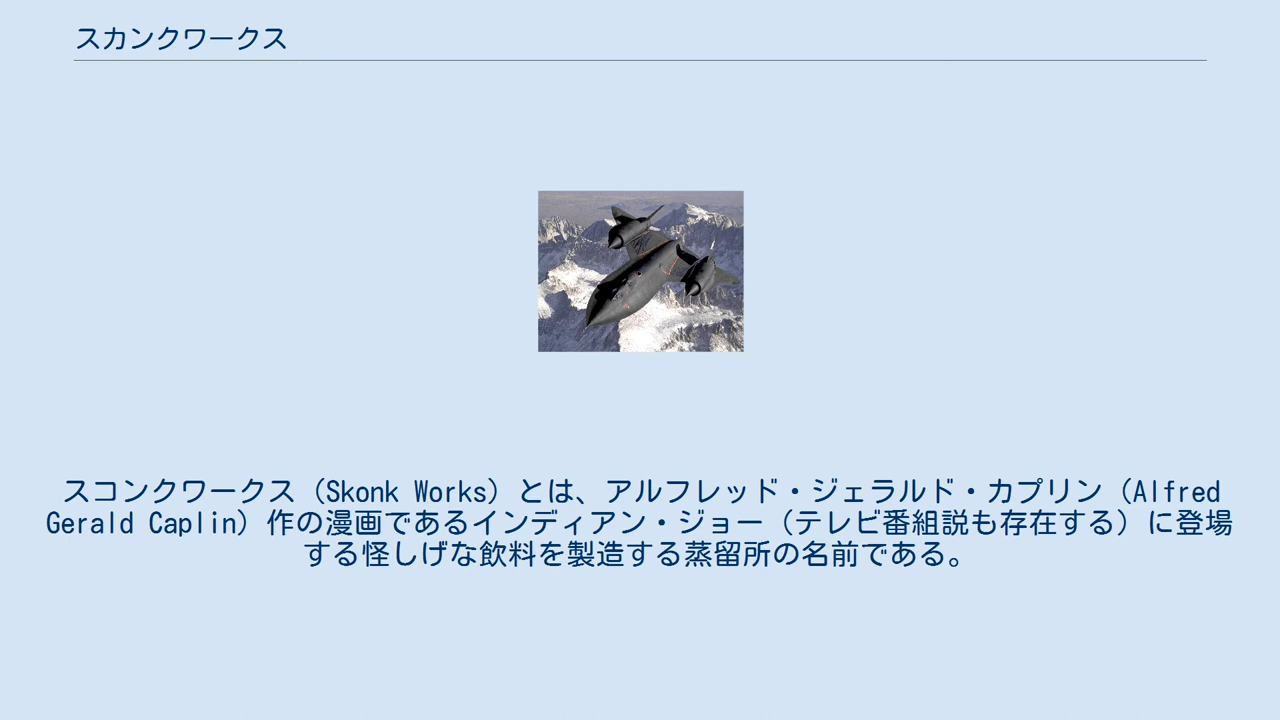 スカンクワークス
スコンクワークス（Skonk Works）とは、アルフレッド・ジェラルド・カプリン（Alfred
Gerald Caplin）作の漫画であるインディアン・ジョー（テレビ番組説も存在する）に登場
する怪しげな飲料を製造する蒸留所の名前である。